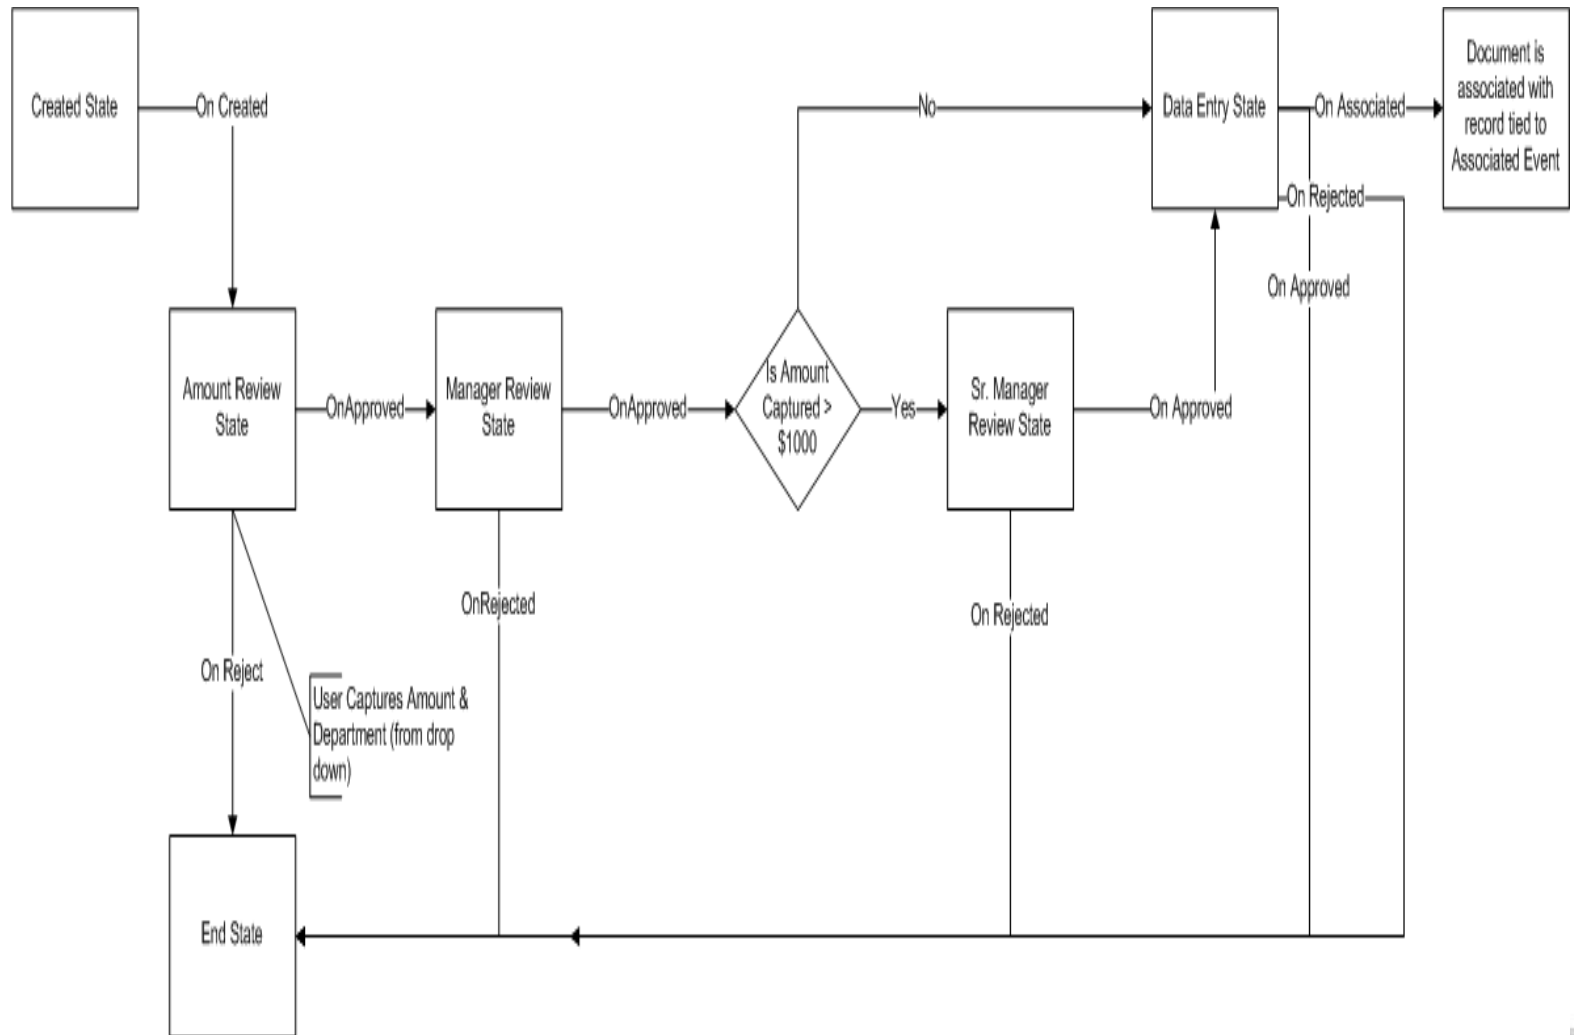 Created State
On Created
No
Data Entry State
On Associated
Document is
associated with
record tied to
Associated Event
On Rejected
On Approved
Amount Review
State
OnApproved
Manager Review
State
OnApproved
Is Amount
Captured >
$1000
Yes
Sr. Manager
Review State
On Approved
OnRejected
On Rejected
On Reject
User Captures Amount &
Department (from drop
down)
End State